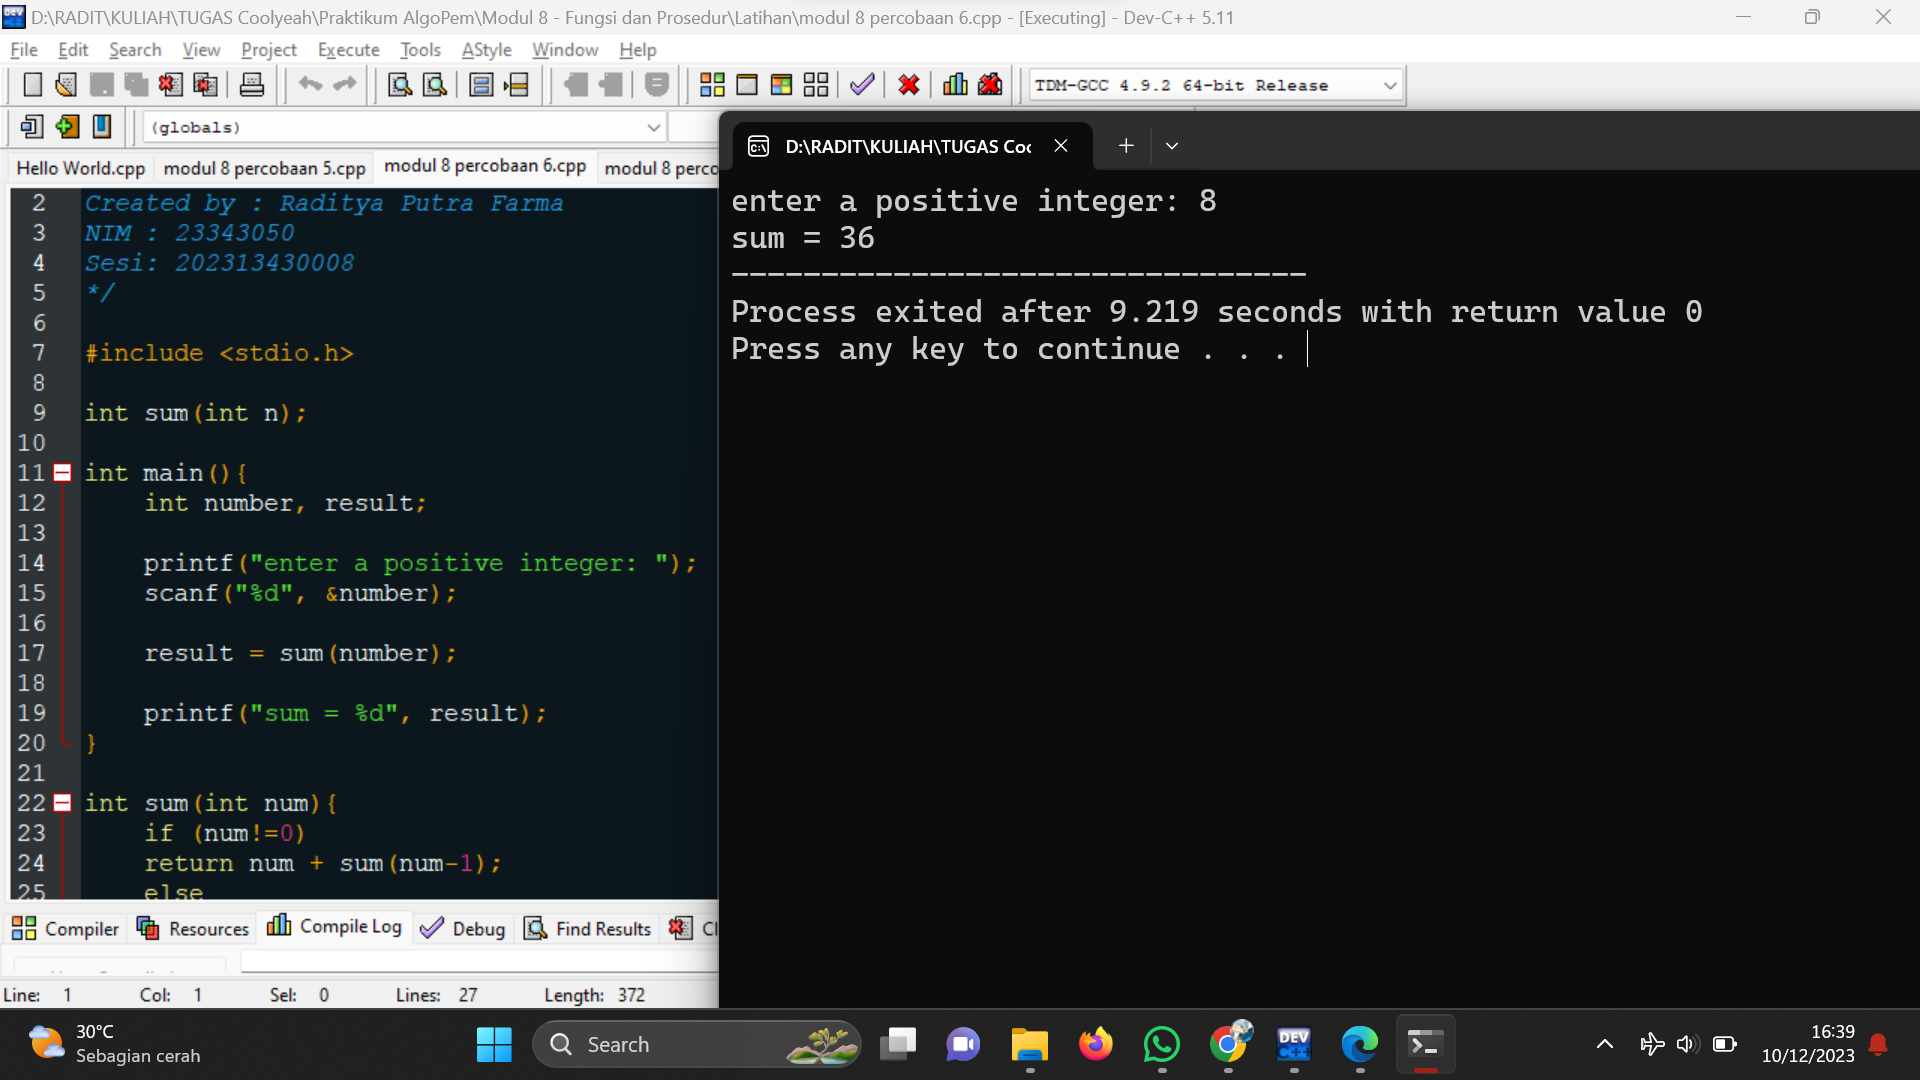 D:\RADIT\KULIAH\TUGAS Coolyeah\Praktikum AlgoPem\Modul 8 - Fungsi dan Prosedur\Latihan\modul 8 percobaan 6.cpp - [Executing] - Dev-C++ 5.11
File Edit Search View Project Execute Tools AStyle Window Help
TDM-GCC 4.9.2 64-bit Release
(globals)
Hello World.cpp modul 8 percobaan 5.cpp modul 8 percobaan 6.cpp modul 8 perco
2 Created by : Raditya Putra Farma
3 NIM : 23343050
4 Sesi: 202313430008
5 */
6
7 #include <stdio.h>
8
9 int sum(int n);
10
11 int main(){
12 int number, result;
13
14 printf("enter a positive integer: ");
15 scanf("%d", &number);
16
17 result = sum(number);
18
19 printf("sum = %d", result);
20 }
21
22 int sum(int num){
23 if (num!=0)
24 return num + sum(num-1);
25 else
D:\RADIT\KULIAH\TUGAS Coo
enter a positive integer: 8
sum = 36
--------------------------------
Process exited after 9.219 seconds with return value 0
Press any key to continue . . .
Compiler Resources Compile Log Debug Find Results Cl
Line: 1 Col: 1 Sel: 0 Lines: 27 Length: 372
30°C
Sebagian cerah
Search
DEV
C++
16:39
10/12/2023